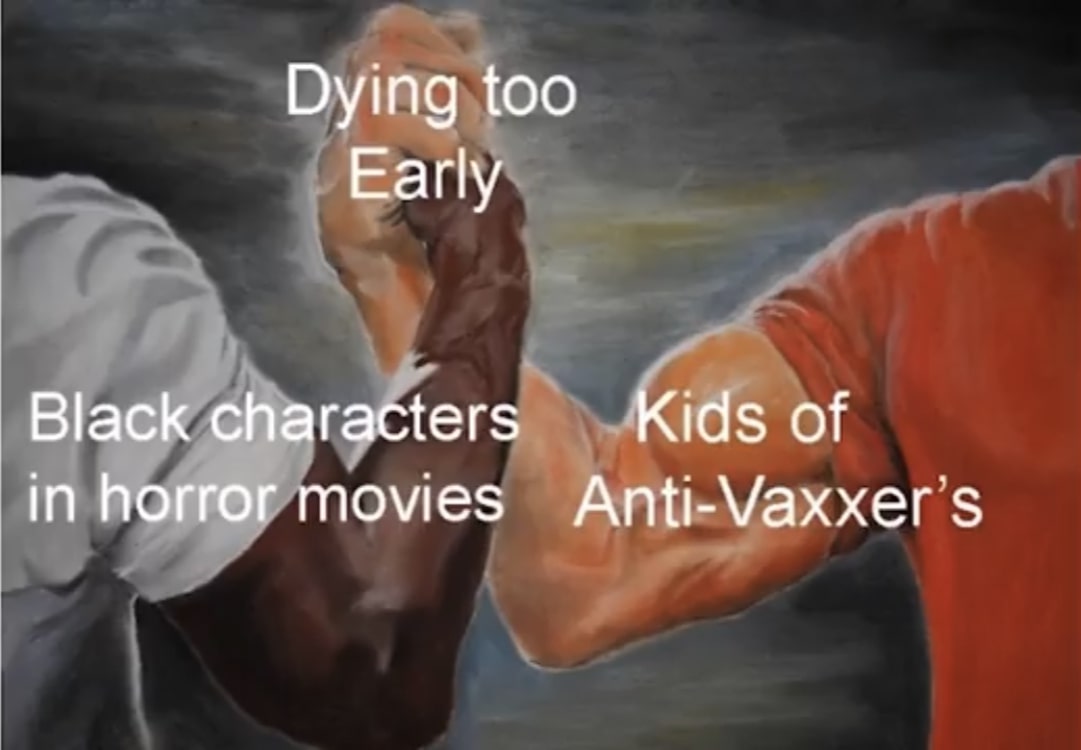 Dying too
Early
Black characters
in horror movies
Kids of
Anti-Vaxxer’s